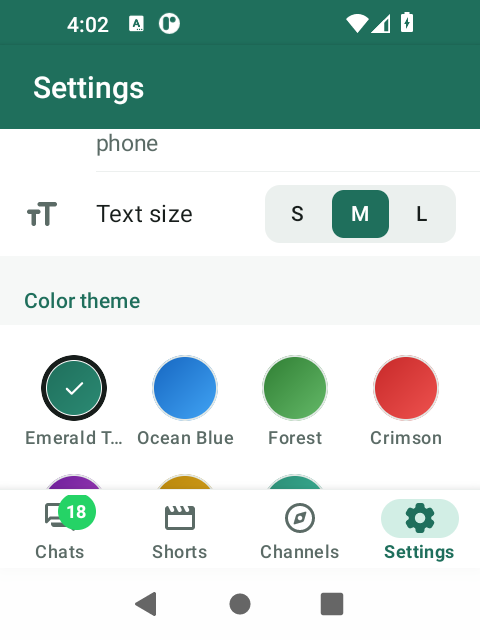 4:02
Settings
phone
Text size
S M L
Color theme
Emerald T...
Ocean Blue
Forest
Crimson
18
Chats
Shorts
Channels
Settings